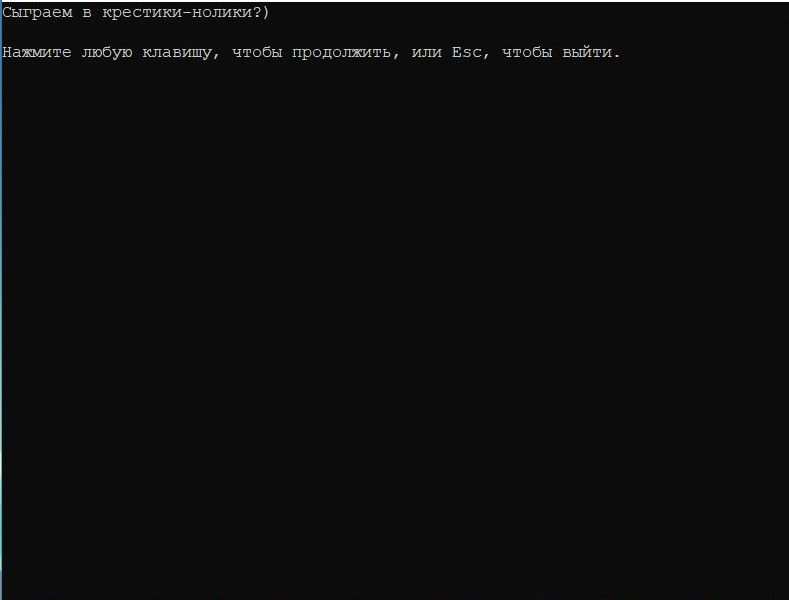 Сыграем в крестики-нолики?)
Нажмите любую клавишу, чтобы продолжить, или Esc, чтобы выйти.